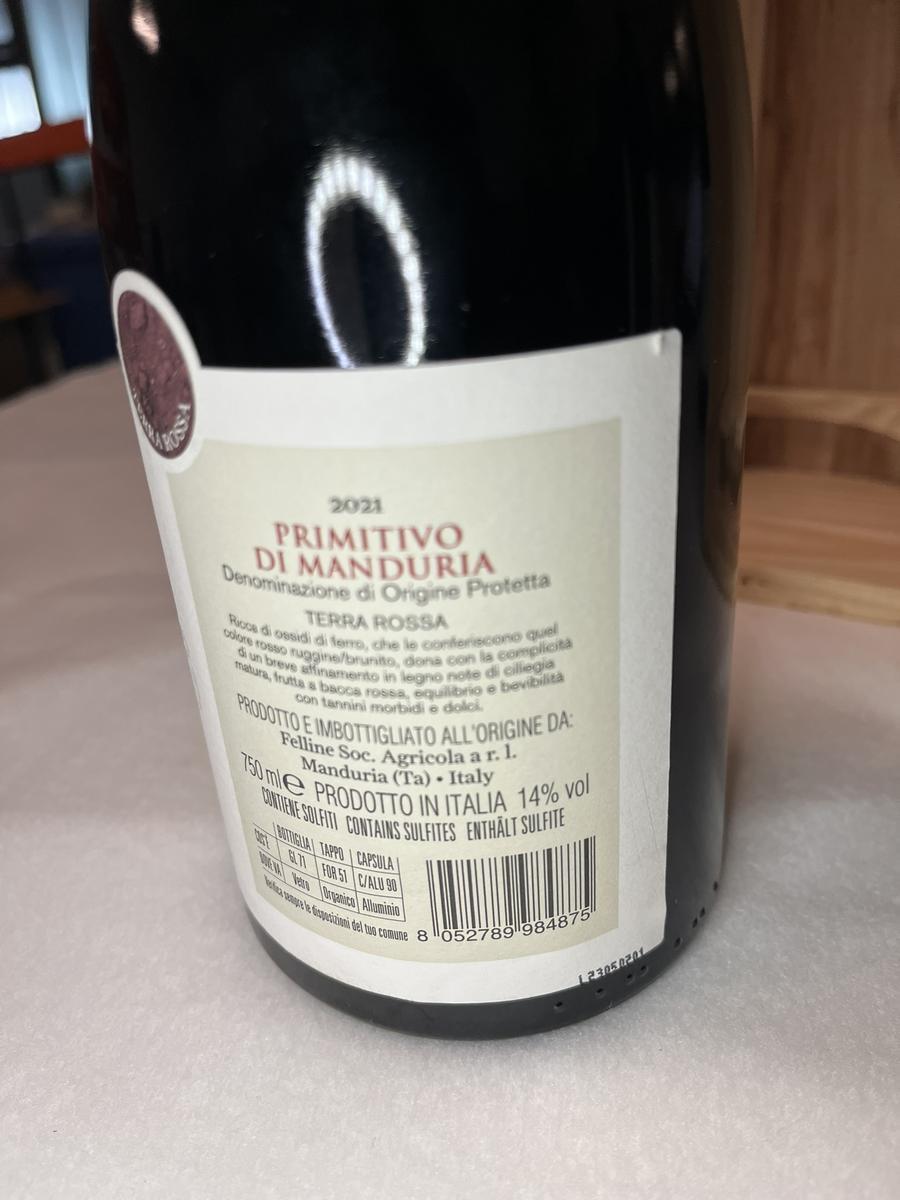 TERRA ROSSA
2021
PRIMITIVO
DI MANDURIA
Denominazione di Origine Protetta
TERRA ROSSA
Ricca di ossidi di ferro, che le conferiscono quel
colore rosso ruggine/brunito, dona con la complicità
di un breve affinamento in legno note di ciliegia
matura, frutta a bacca rossa, equilibrio e bevibilità
con tannini morbidi e dolci.
PRODOTTO E IMBOTTIGLIATO ALL'ORIGINE DA:
Felline Soc. Agricola a r. l.
Manduria (Ta) • Italy
750 ml e PRODOTTO IN ITALIA 14% vol
CONTIENE SOLFITI CONTAINS SULFITES ENTHÄLT SULFITE
COS'È BOTTIGLIA TAPPO CAPSULA
GL 71 FOR 51 C/ALU 90
DOVE VA Vetro Organico Alluminio
Verifica sempre le disposizioni del tuo comune
8 052789 984875
L23050201